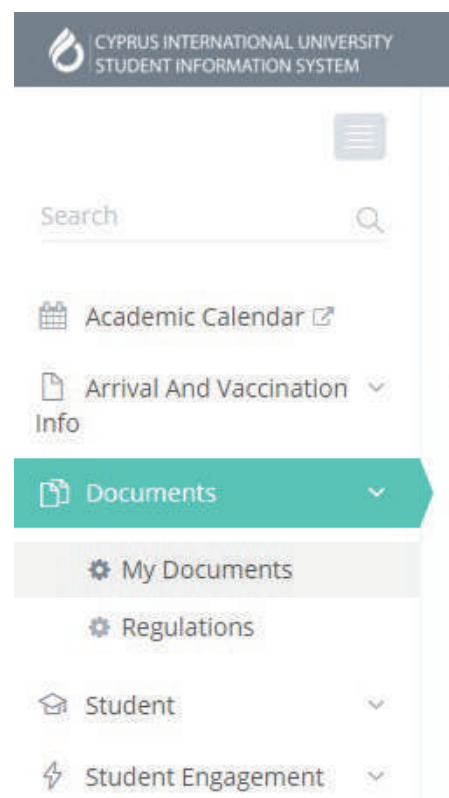 CYPRUS INTERNATIONAL UNIVERSITY
STUDENT INFORMATION SYSTEM
Search
Academic Calendar
Arrival And Vaccination
Info
Documents
My Documents
Regulations
Student
Student Engagement